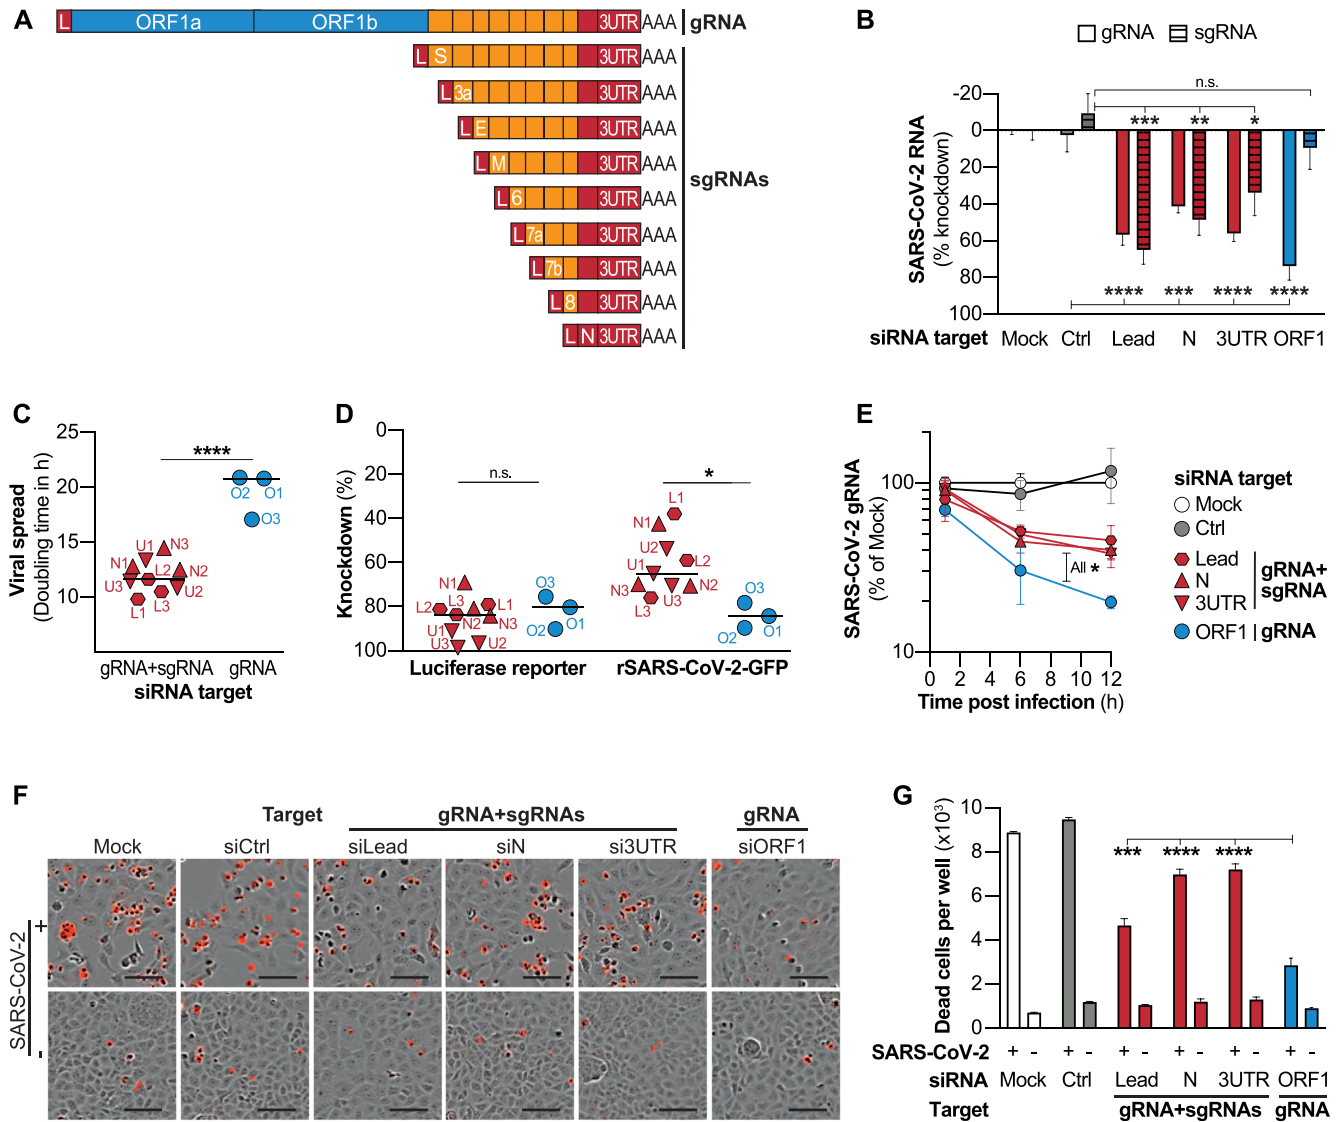 A
L ORF1a ORF1b 3UTR AAA gRNA
L S 3UTR AAA
L 3a 3UTR AAA
L E 3UTR AAA
L M 3UTR AAA
sgRNAs
L 6 3UTR AAA
L 7a 3UTR AAA
L 7b 3UTR AAA
L 8 3UTR AAA
L N 3UTR AAA
B
gRNA sgRNA
n.s.
*** ** *
SARS-CoV-2 RNA
(% knockdown)
-20
0
20
40
60
80
100
**** *** **** ****
siRNA target Mock Ctrl Lead N 3UTR ORF1
C
Viral spread
(Doubling time in h)
25
20
15
10
****
O2 O1
O3
U1 N3
N1 L2 N2
U3 U2
L1 L3
gRNA+sgRNA gRNA
siRNA target
D
Knockdown (%)
0
20
40
60
80
100
n.s.
*
N1
L2 L3 L1
U1 N2 N3
U3 U2
O3
O2 O1
L1
N1
U2
U1 L2
N3 U3 N2
L3
O3
O2 O1
Luciferase reporter rSARS-CoV-2-GFP
E
SARS-CoV-2 gRNA
(% of Mock)
100
10
All *
0 2 4 6 8 10 12
Time post infection (h)
siRNA target
Mock
Ctrl
Lead
N
3UTR
gRNA+
sgRNA
ORF1 gRNA
F
Target gRNA+sgRNAs gRNA
Mock siCtrl siLead siN si3UTR siORF1
SARS-CoV-2
+
-
G
Dead cells per well (x10³)
10
8
6
4
2
0
*** **** ****
SARS-CoV-2 + - + - + - + - + - + -
siRNA Mock Ctrl Lead N 3UTR ORF1
Target gRNA+sgRNAs gRNA